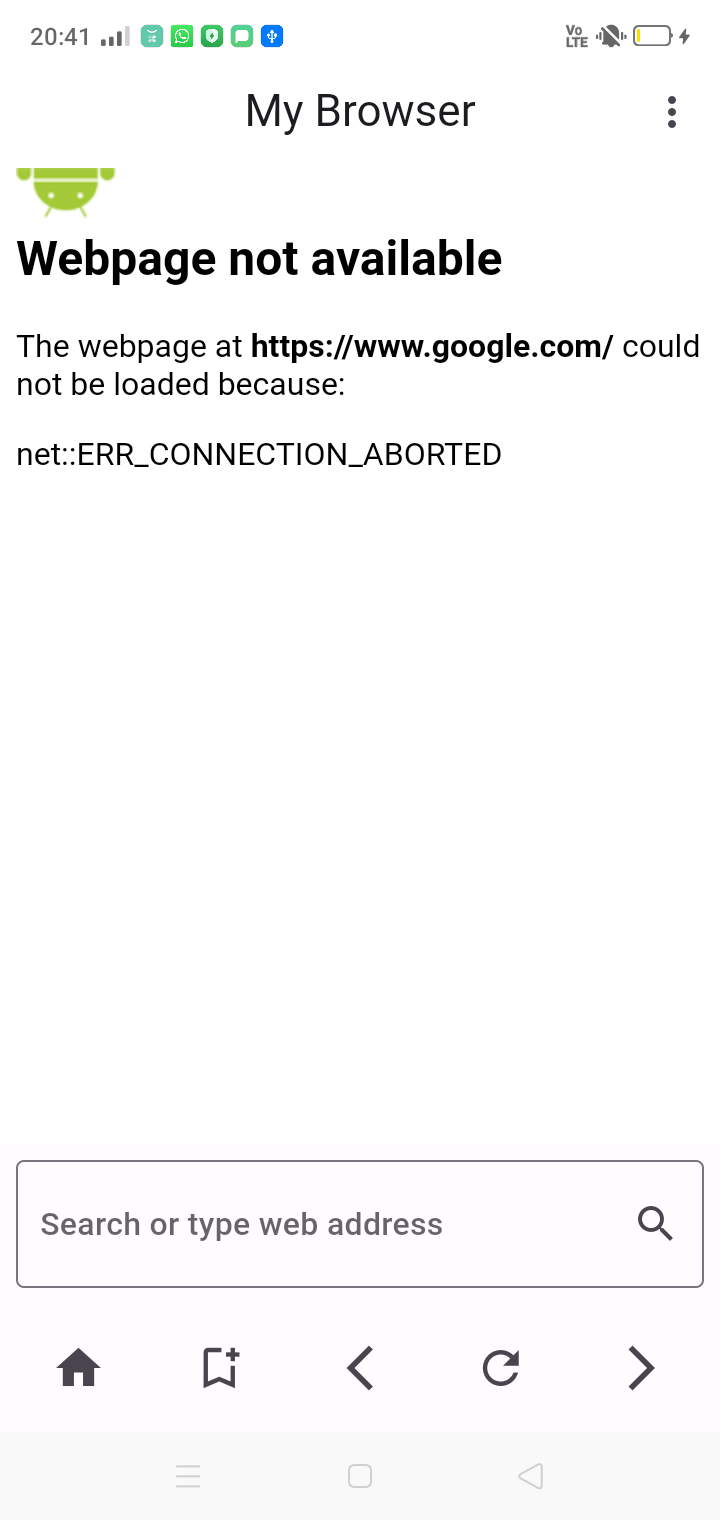 20:41
Vo
LTE
My Browser
Webpage not available
The webpage at https://www.google.com/ could
not be loaded because:
net::ERR_CONNECTION_ABORTED
Search or type web address